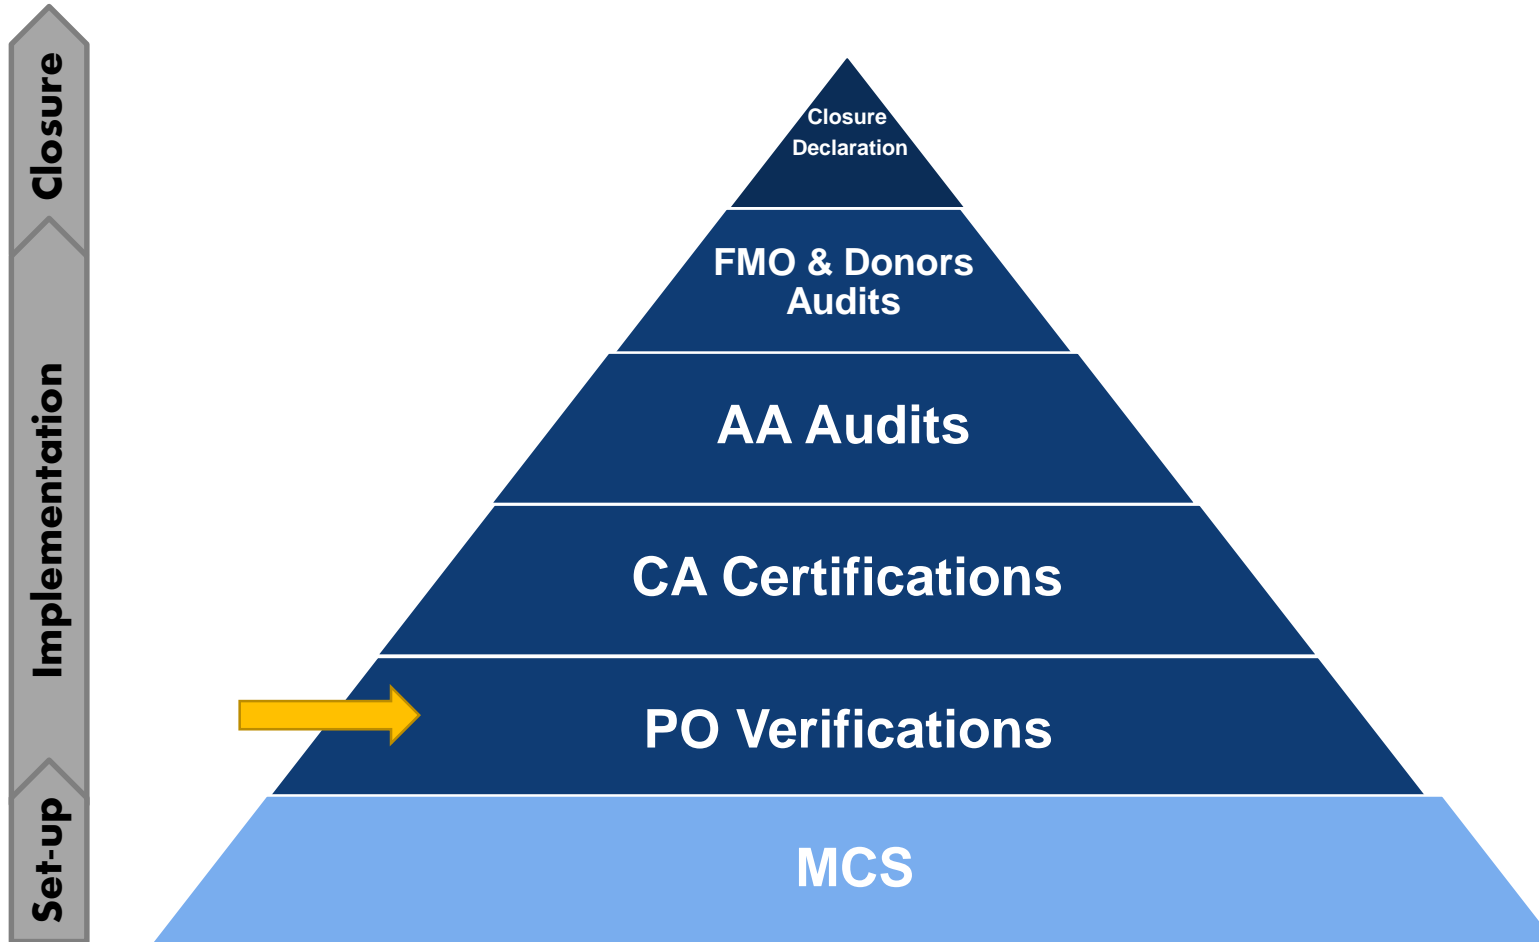 Closure
Implementation
Set-up
Closure
Declaration
FMO & Donors
Audits
AA Audits
CA Certifications
PO Verifications
MCS